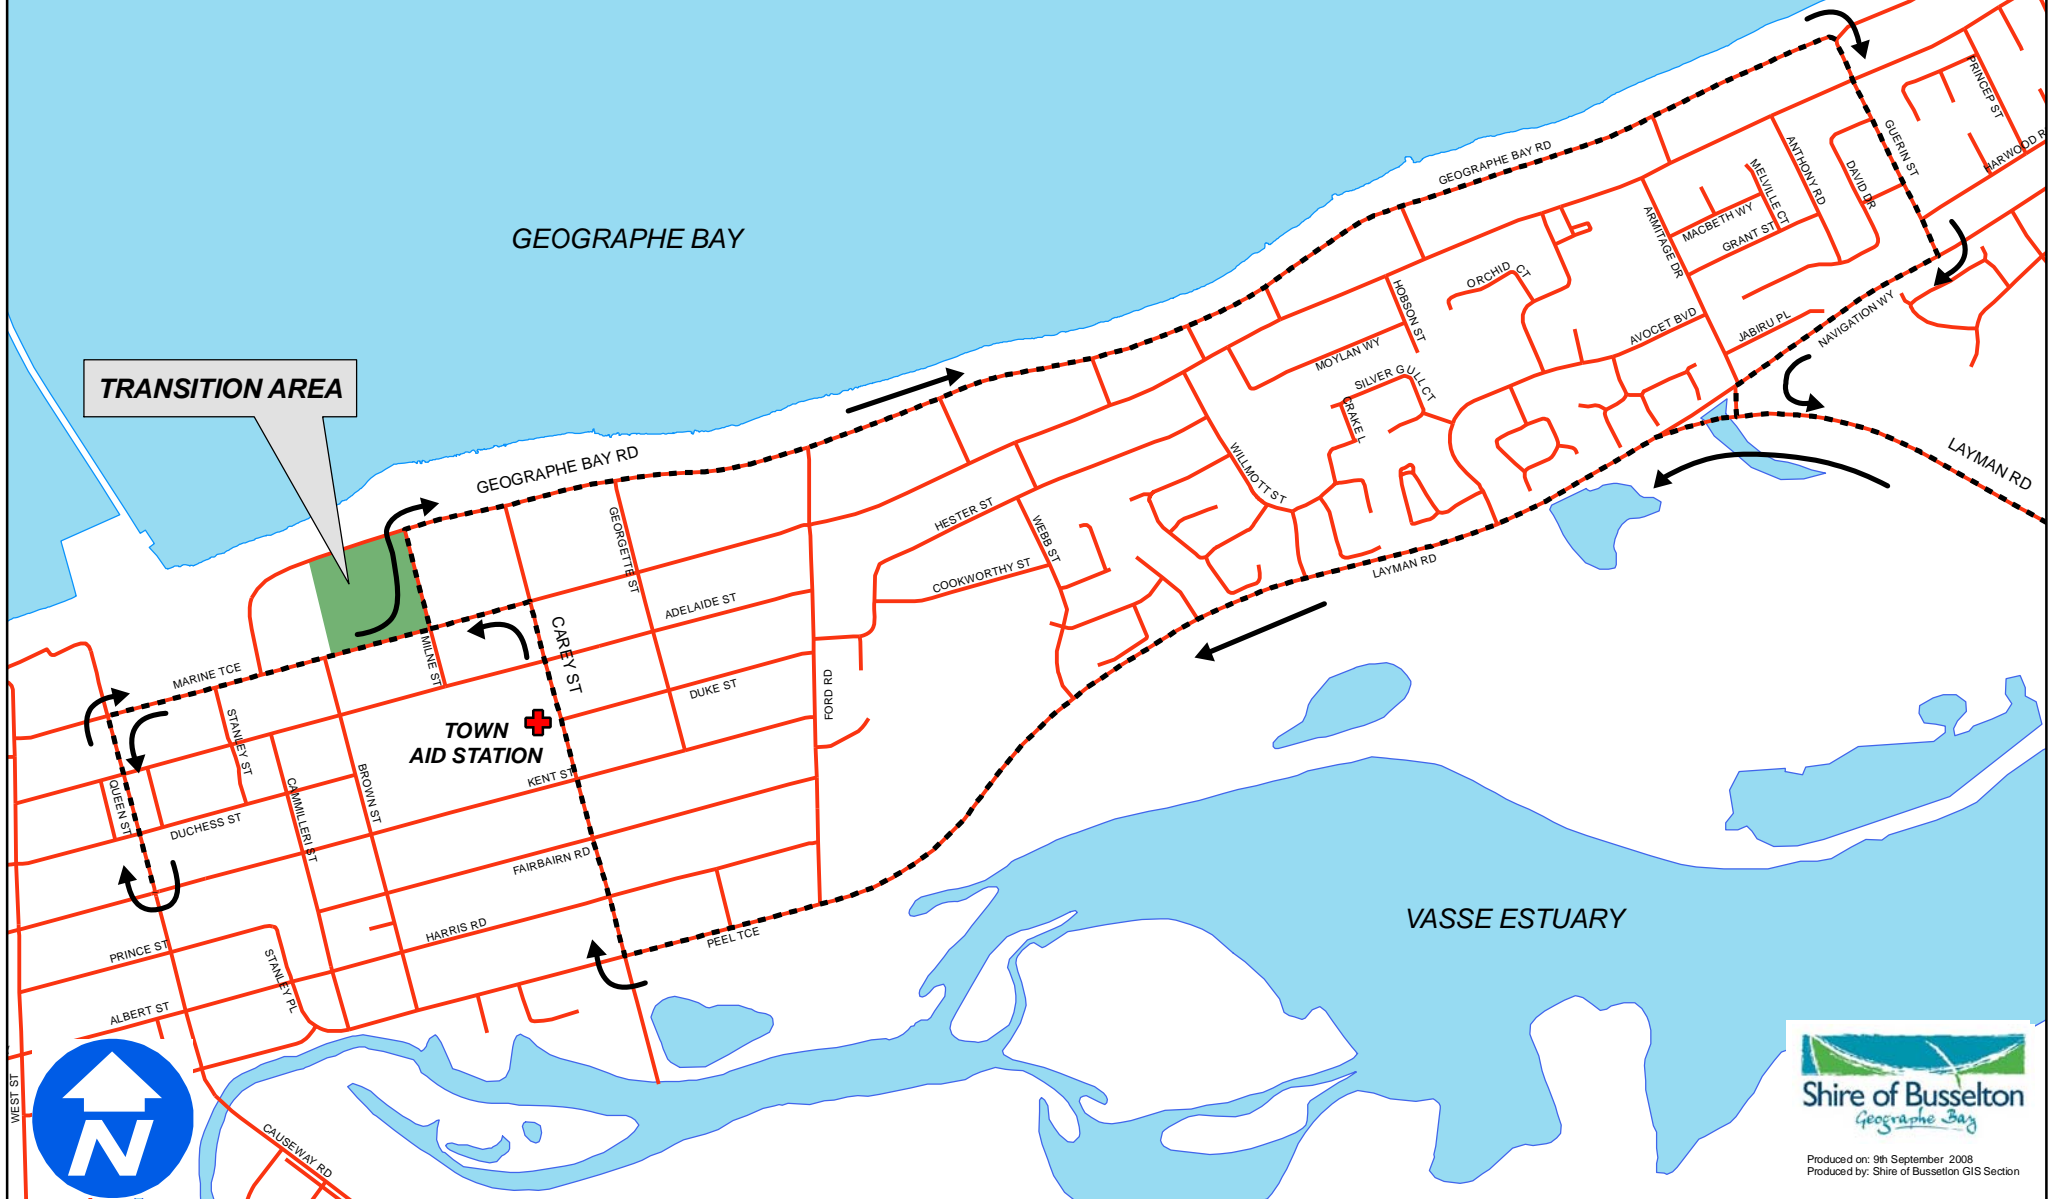 GEOGRAPHE BAY
TRANSITION AREA
GEOGRAPHE BAY RD
GEOGRAPHE BAY RD
PRINCEP ST
HARWOOD R
GUERIN ST
ANTHONY RD
DAVID DR
MELVILLE CT
MACBETH WY
GRANT ST
ARMITAGE DR
ORCHID CT
HOBSON ST
MOYLAN WY
AVOCET BVD
JABIRU PL
NAVIGATION WY
SILVER GULL CT
CRAKE L
LAYMAN RD
WILLMOTT ST
HESTER ST
WEBB ST
COOKWORTHY ST
LAYMAN RD
GEORGETTE ST
ADELAIDE ST
CAREY ST
MILNE ST
MARINE TCE
DUKE ST
FORD RD
STANLEY ST
TOWN
AID STATION
KENT ST
QUEEN ST
DUCHESS ST
CAMMILLERI ST
BROWN ST
FAIRBAIRN RD
HARRIS RD
PEEL TCE
VASSE ESTUARY
PRINCE ST
STANLEY PL
ALBERT ST
WEST ST
CAUSEWAY RD
N
Shire of Busselton
Geographe Bay
Produced on: 9th September 2008
Produced by: Shire of Busselton GIS Section